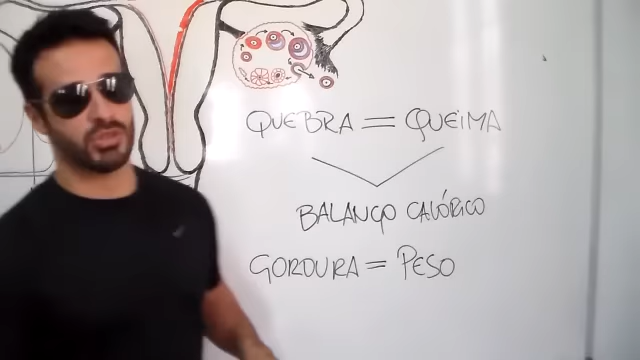 QUEBRA = QUEIMA
BALANÇO CALÓRICO
GORDURA = PESO